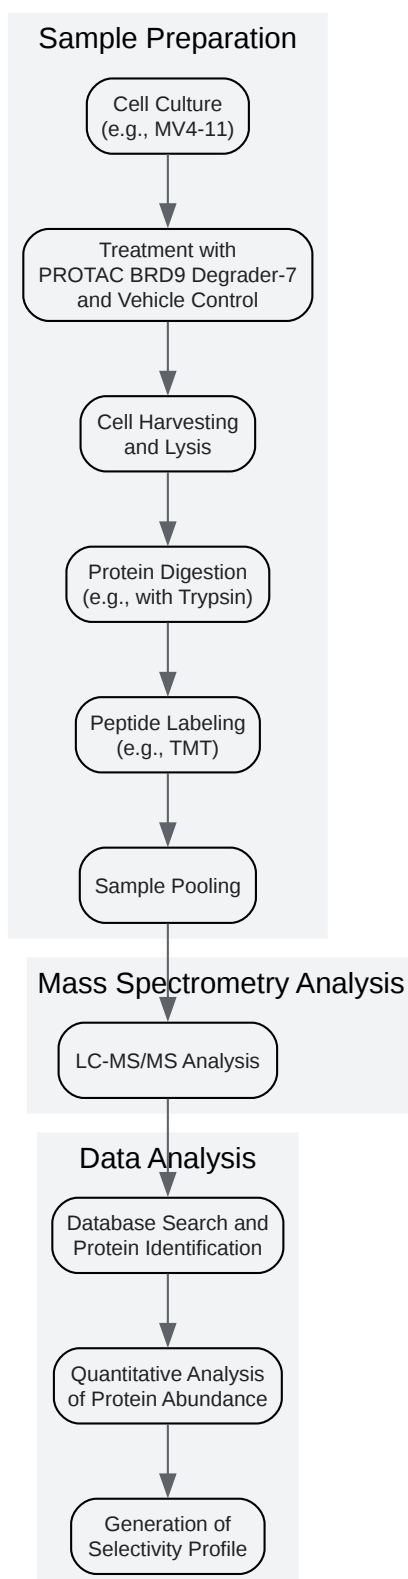 Sample Preparation
Cell Culture
(e.g., MV4-11)
Treatment with
PROTAC BRD9 Degrader-7
and Vehicle Control
Cell Harvesting
and Lysis
Protein Digestion
(e.g., with Trypsin)
Peptide Labeling
(e.g., TMT)
Sample Pooling
Mass Spectrometry Analysis
LC-MS/MS Analysis
Data Analysis
Database Search and
Protein Identification
Quantitative Analysis
of Protein Abundance
Generation of
Selectivity Profile